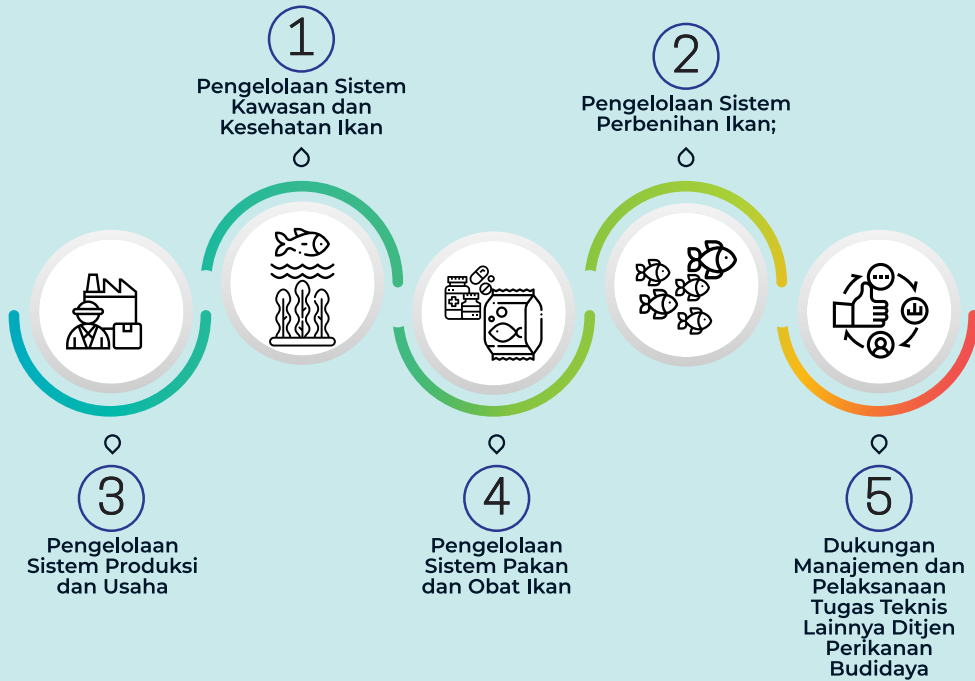 1
Pengelolaan Sistem
Kawasan dan
Kesehatan Ikan
2
Pengelolaan Sistem
Perbenihan Ikan;
3
Pengelolaan
Sistem Produksi
dan Usaha
4
Pengelolaan
Sistem Pakan
dan Obat Ikan
5
Dukungan
Manajemen dan
Pelaksanaan
Tugas Teknis
Lainnya Ditjen
Perikanan
Budidaya